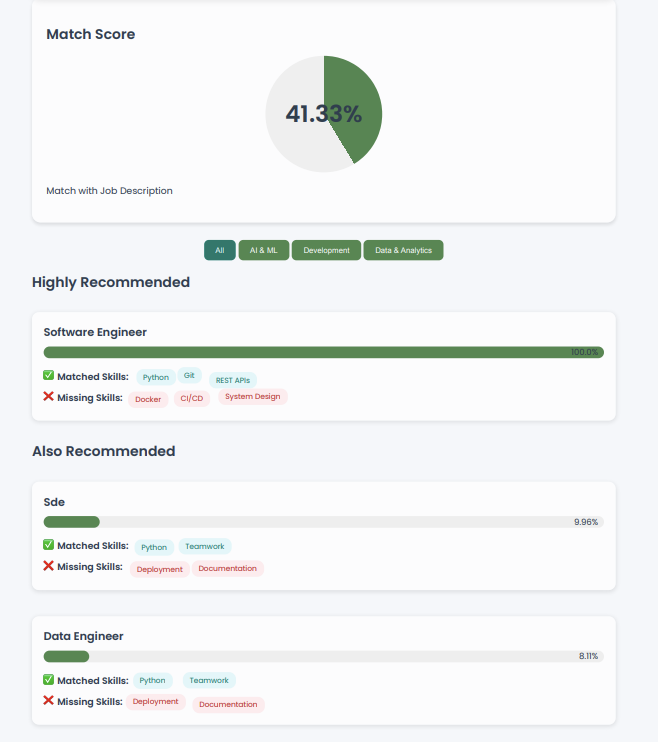 Match Score
41.33%
Match with Job Description
All AI & ML Development Data & Analytics
Highly Recommended
Software Engineer
100.0%
✅ Matched Skills: Python Git REST APIs
❌ Missing Skills: Docker CI/CD System Design
Also Recommended
Sde
9.96%
✅ Matched Skills: Python Teamwork
❌ Missing Skills: Deployment Documentation
Data Engineer
8.11%
✅ Matched Skills: Python Teamwork
❌ Missing Skills: Deployment Documentation